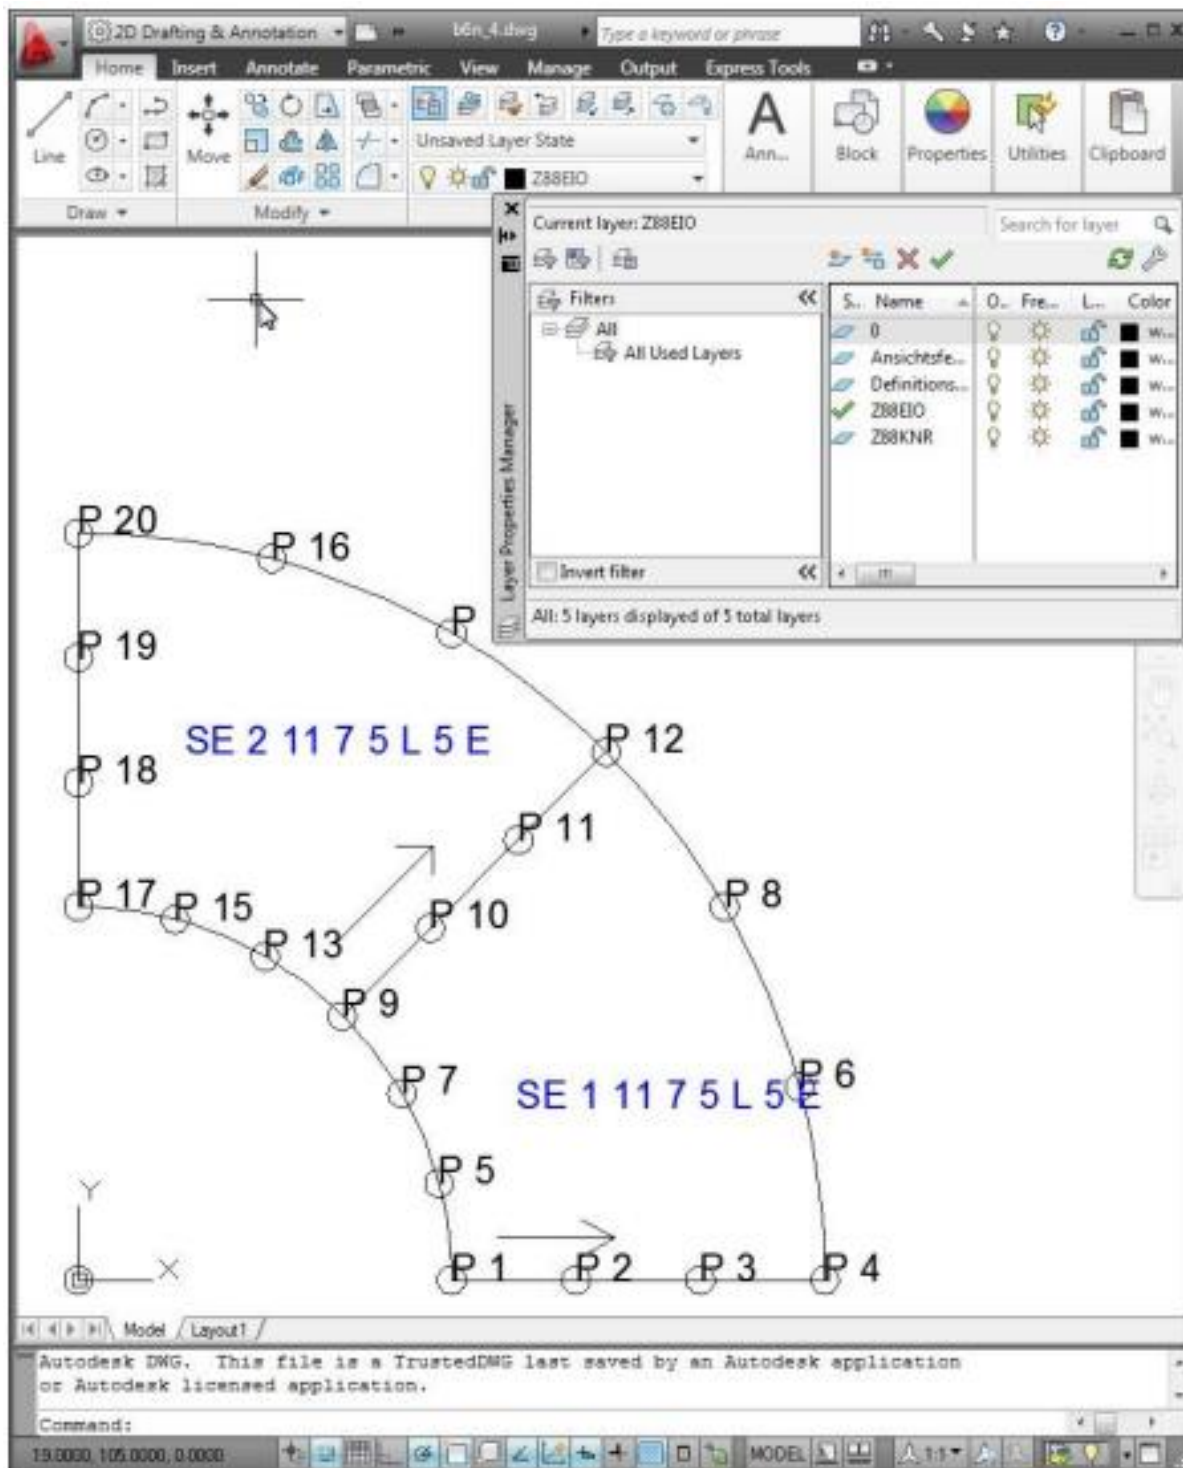 2D Drafting & Annotation b6n_4.dwg Type a keyword or phrase
Home Insert Annotate Parametric View Manage Output Express Tools
Unsaved Layer State
Line Move Ann... Block Properties Utilities Clipboard
Z88EIO
Draw Modify
Current layer: Z88EIO Search for layer
Filters S.. Name O.. Fre... L... Color
All 0 w...
All Used Layers Ansichtsfe... w...
Definitions... w...
Z88EIO w...
Z88KNR w...
Layer Properties Manager
Invert filter
All: 5 layers displayed of 5 total layers
P 20
P 16
P
P 19
SE 2 11 7 5 L 5 E
P 12
P 18
P 11
P 17
P 15
P 8
P 10
P 13
P 9
P 7
P 6
SE 1 11 7 5 L 5 E
P 5
Y
X
P 1 P 2 P 3 P 4
Model Layout1
Autodesk DWG. This file is a TrustedDWG last saved by an Autodesk application
or Autodesk licensed application.
Command:
19.0000, 105.0000, 0.0000 MODEL 1:1